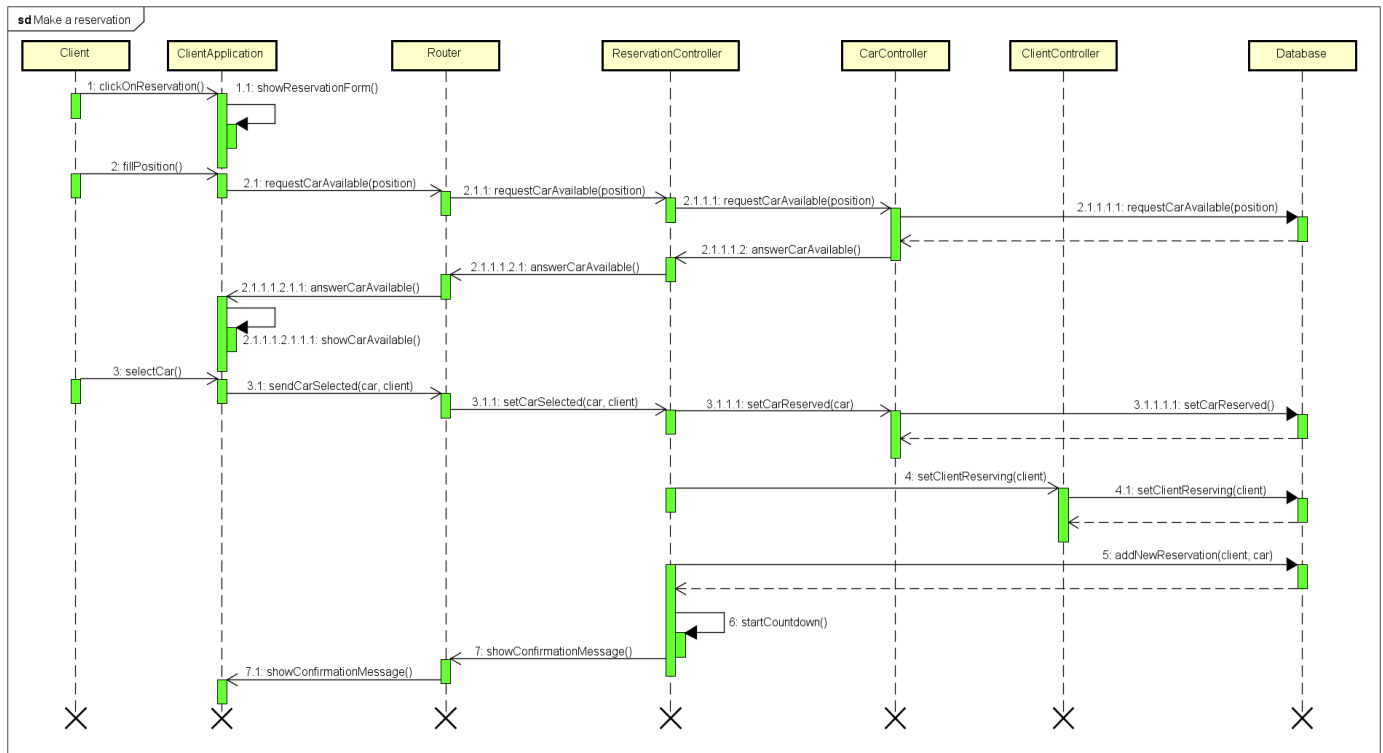 sd Make a reservation
Client
ClientApplication
Router
ReservationController
CarController
ClientController
Database
1: clickOnReservation()
1.1: showReservationForm()
2: fillPosition()
2.1: requestCarAvailable(position)
2.1.1: requestCarAvailable(position)
2.1.1.1: requestCarAvailable(position)
2.1.1.1.1: requestCarAvailable(position)
2.1.1.1.2: answerCarAvailable()
2.1.1.1.2.1: answerCarAvailable()
2.1.1.1.2.1.1: answerCarAvailable()
2.1.1.1.2.1.1.1: showCarAvailable()
3: selectCar()
3.1: sendCarSelected(car, client)
3.1.1: setCarSelected(car, client)
3.1.1.1: setCarReserved(car)
3.1.1.1.1: setCarReserved()
4: setClientReserving(client)
4.1: setClientReserving(client)
5: addNewReservation(client, car)
6: startCountdown()
7: showConfirmationMessage()
7.1: showConfirmationMessage()